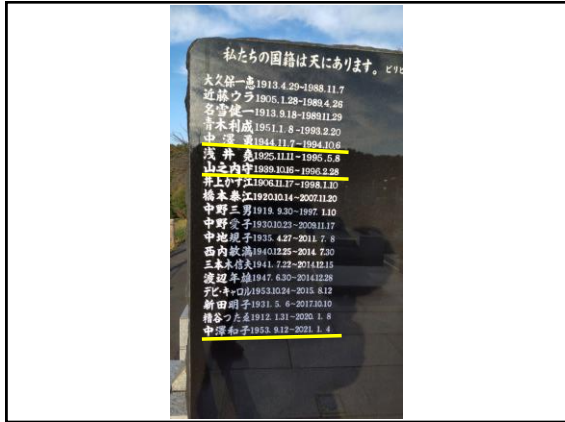 私たちの国籍は天にあります。ピリピ
大久保一恵1913.4.29~1988.11.7
近藤ウラ1905.1.28~1989.4.26
名雪健一1913.9.18~1989.11.29
青木利成1951.1.8~1993.2.20
中澤勇1944.11.7~1994.10.6
浅井堯1925.11.11~1995.5.8
山之内守1939.10.16~1996.2.28
井上かず江1906.11.17~1998.1.10
橋本泰江1920.10.14~2007.11.20
中野三男1919.9.30~1997.1.10
中野愛子1930.10.23~2009.11.17
中地規子1935.4.27~2011.7.8
西内敏満1940.12.25~2014.7.30
三本木信夫1941.7.22~2014.12.15
渡辺年雄1947.6.30~2014.12.28
デビ・キャロル1953.10.24~2015.8.12
新田明子1931.5.6~2017.10.10
糟谷つたゑ1912.1.31~2020.1.8
中澤和子1953.9.12~2021.1.4